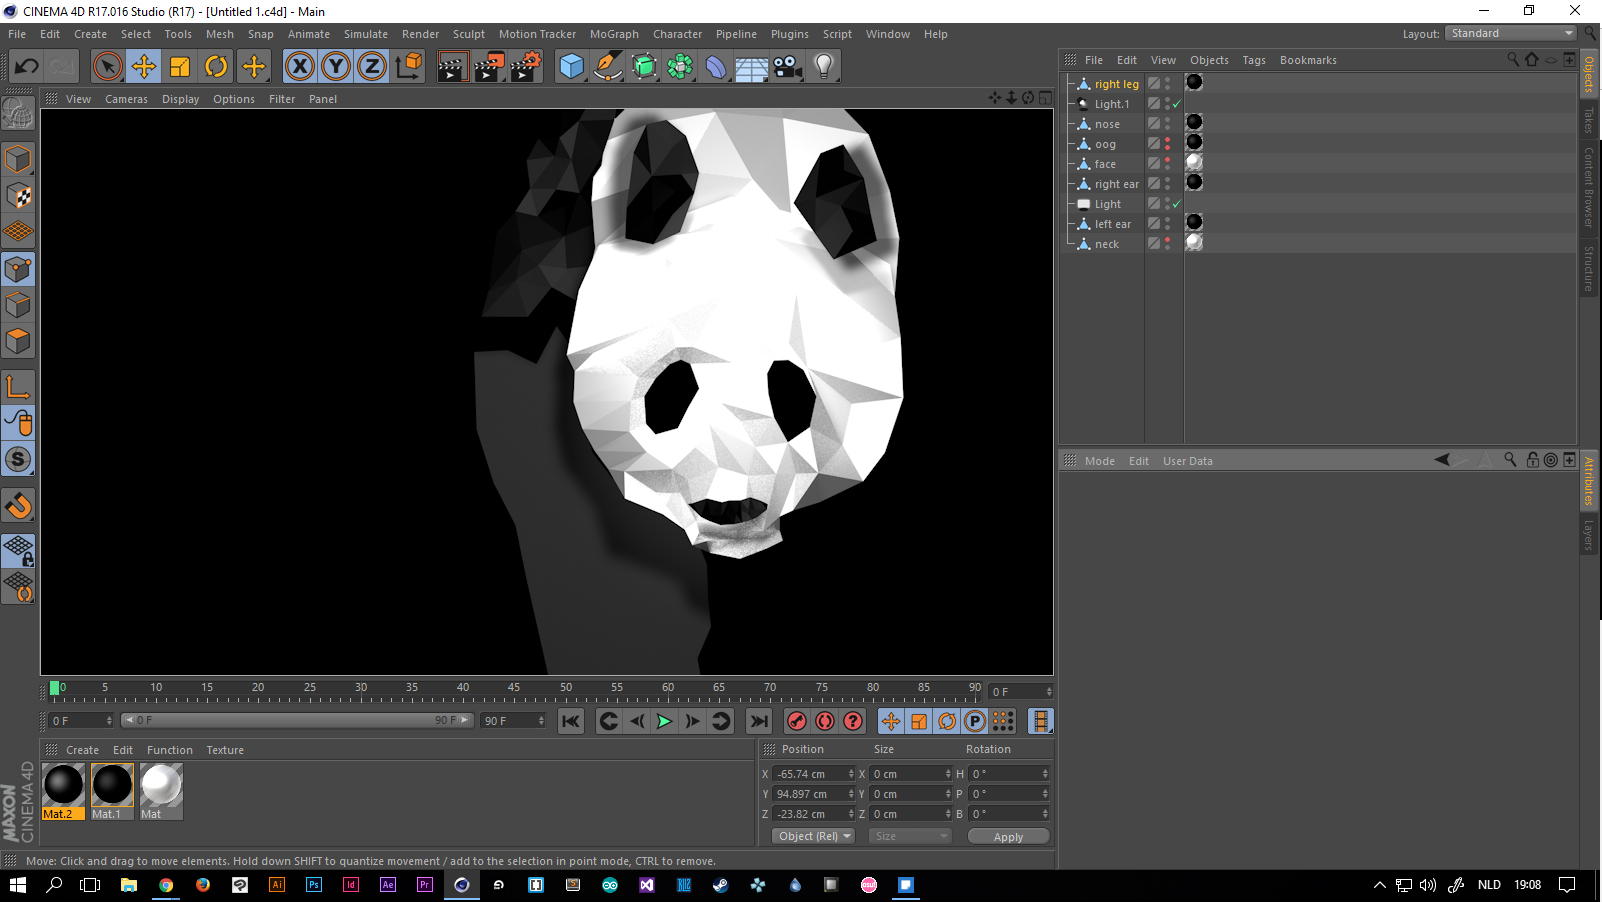 CINEMA 4D R17.016 Studio (R17) - [Untitled 1.c4d] - Main
File Edit Create Select Tools Mesh Snap Animate Simulate Render Sculpt Motion Tracker MoGraph Character Pipeline Plugins Script Window Help Layout: Standard
X Y Z
File Edit View Objects Tags Bookmarks
View Cameras Display Options Filter Panel
right leg
Light.1
nose
oog
face
right ear
Light
left ear
neck
Objects
Takes
Content Browser
Structure
S
Mode Edit User Data
Attributes
Layers
0 5 10 15 20 25 30 35 40 45 50 55 60 65 70 75 80 85 90 0 F
0 F 0 F 90 F 90 F ? P
Create Edit Function Texture
Mat.2 Mat.1 Mat
Position Size Rotation
X -65.74 cm X 0 cm H 0 °
Y 94.897 cm Y 0 cm P 0 °
Z -23.82 cm Z 0 cm B 0 °
Object (Rel) Size Apply
MAXON
CINEMA 4D
Move: Click and drag to move elements. Hold down SHIFT to quantize movement / add to the selection in point mode, CTRL to remove.
Ai Ps Id Ae Pr osu! NLD 19:08